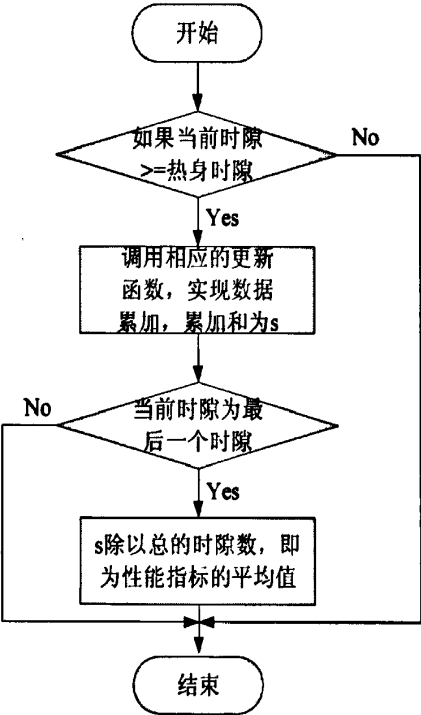 开始
如果当前时隙
>=热身时隙
No
Yes
调用相应的更新
函数，实现数据
累加，累加和为s
No
当前时隙为最
后一个时隙
Yes
s除以总的时隙数，即
为性能指标的平均值
结束